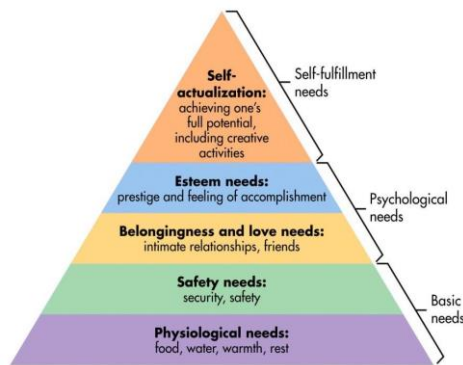 Self-
actualization:
achieving one's
full potential,
including creative
activities
Self-fulfillment
needs
Esteem needs:
prestige and feeling of accomplishment
Belongingness and love needs:
intimate relationships, friends
Psychological
needs
Safety needs:
security, safety
Physiological needs:
food, water, warmth, rest
Basic
needs